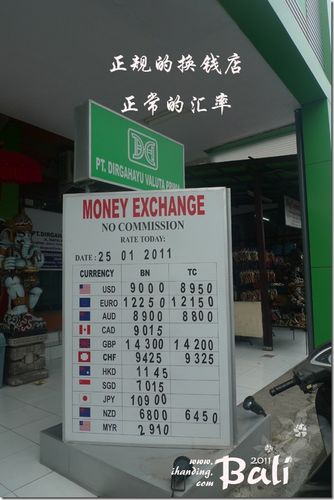 正规的换钱店
正常的汇率
PT. DIRGAHAYU VALUTA PRIMA
MONEY EXCHANGE
NO COMMISSION
RATE TODAY:
DATE : 25 01 2011
CURRENCY BN TC
USD 9000 8950
EURO 12250 12150
AUD 8900 8800
CAD 9015
GBP 14300 14200
CHF 9425 9325
HKD 1145
SGD 7015
JPY 10900
NZD 6800 6450
MYR 2910
www.
ihanding.
com
2011
Bali